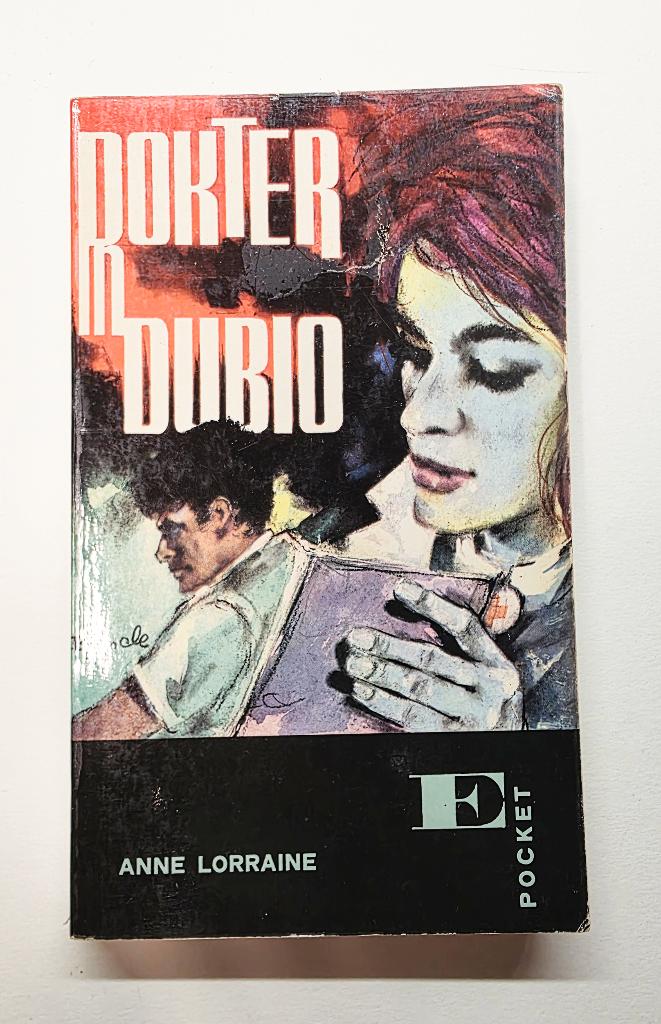 DOKTER
IN
DUBIO
ANNE LORRAINE
E
POCKET